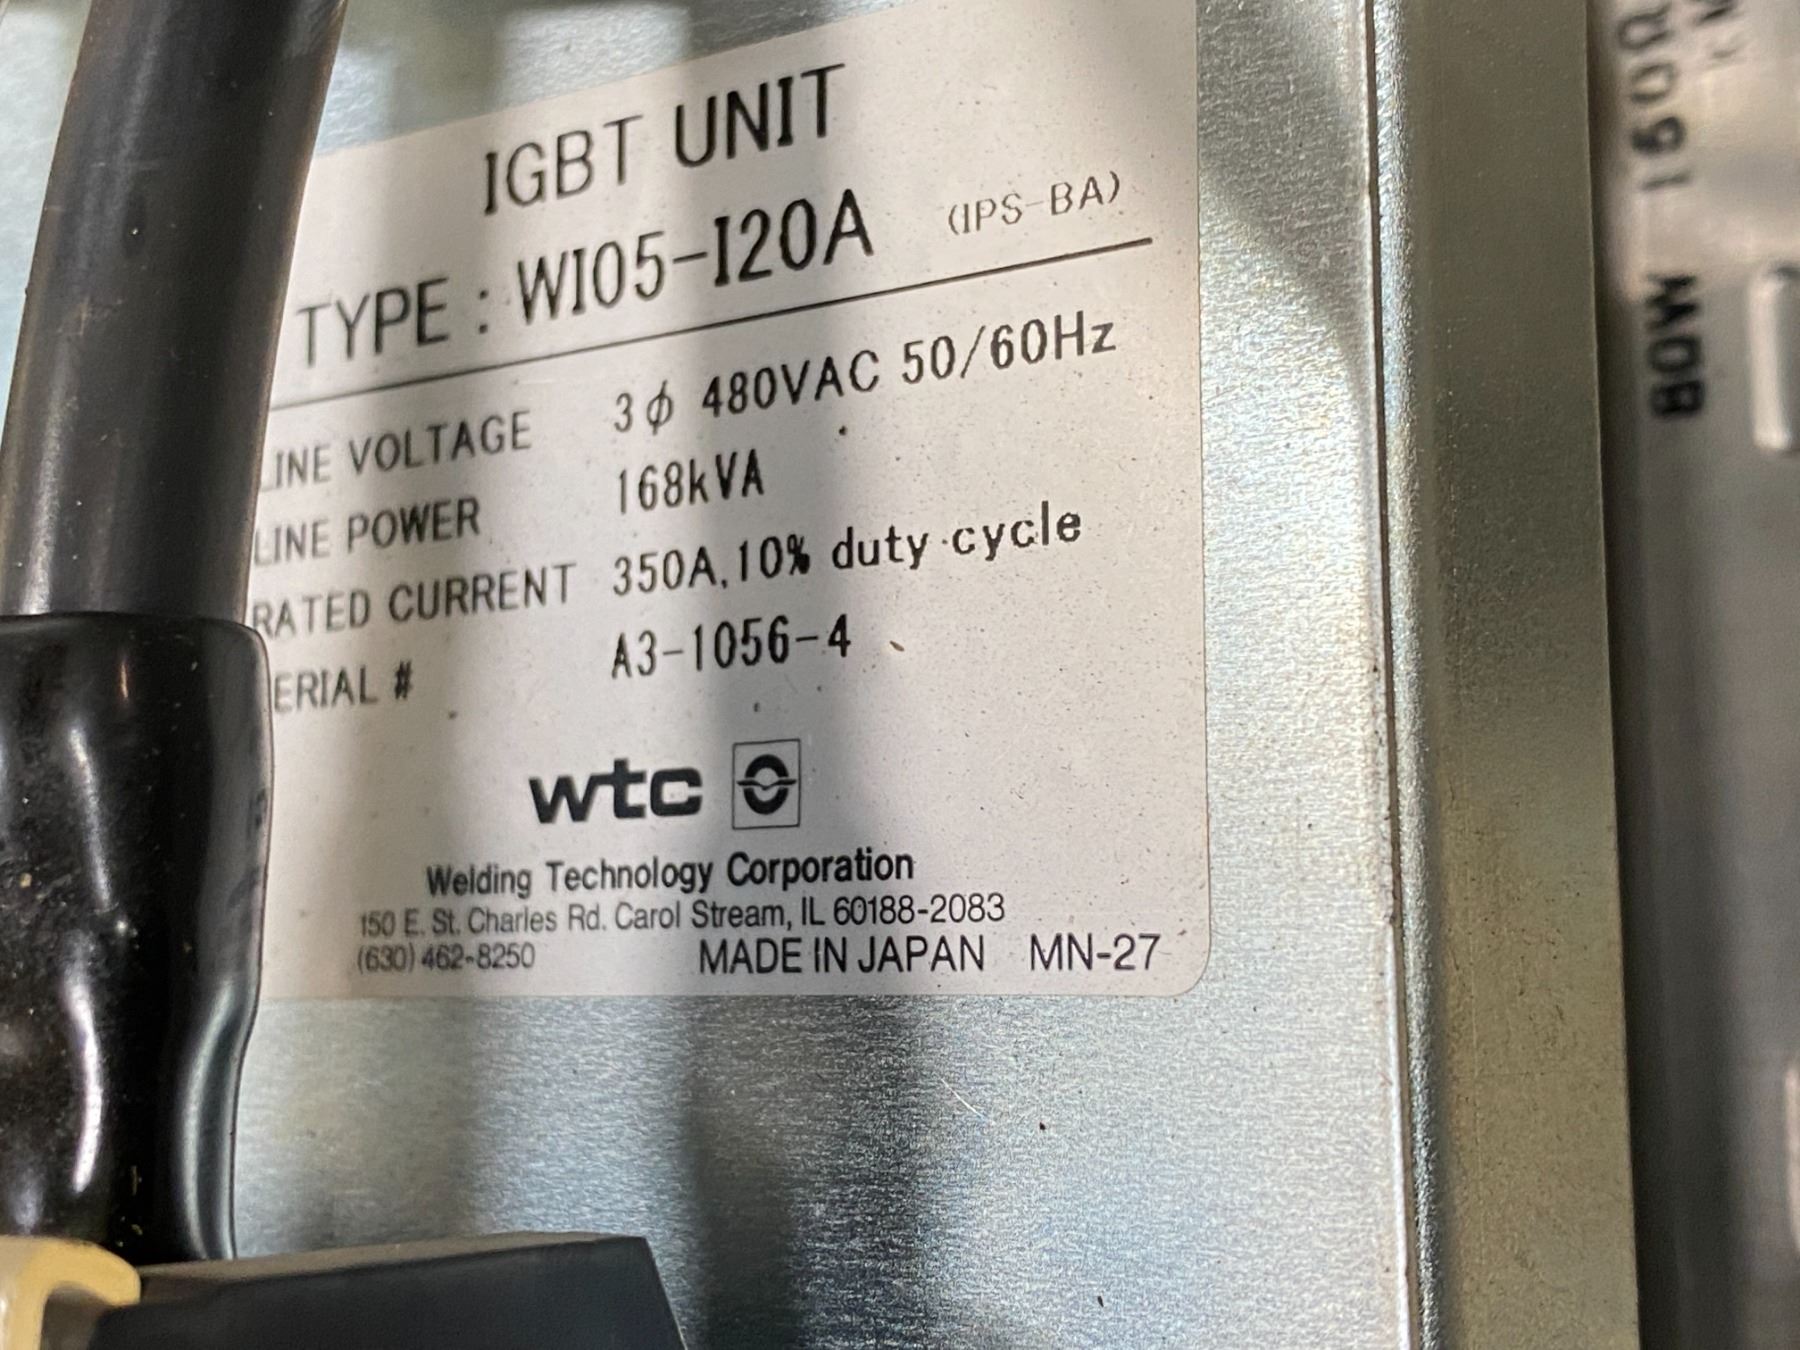 IGBT UNIT
TYPE : WI05-I20A (IPS-BA)
LINE VOLTAGE 3φ 480VAC 50/60Hz
LINE POWER 168kVA
RATED CURRENT 350A, 10% duty cycle
ERIAL # A3-1056-4
wtc
Welding Technology Corporation
150 E. St. Charles Rd. Carol Stream, IL 60188-2083
(630) 462-8250 MADE IN JAPAN MN-27
80W 160Ω